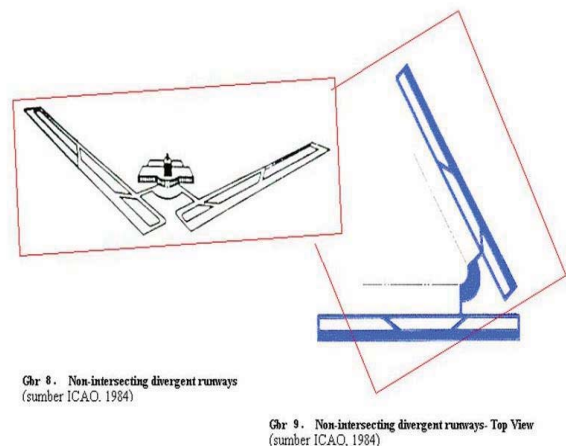 Gbr 8. Non-intersecting divergent runways
(sumber ICAO, 1984)
Gbr 9. Non-intersecting divergent runways- Top View
(sumber ICAO, 1984)